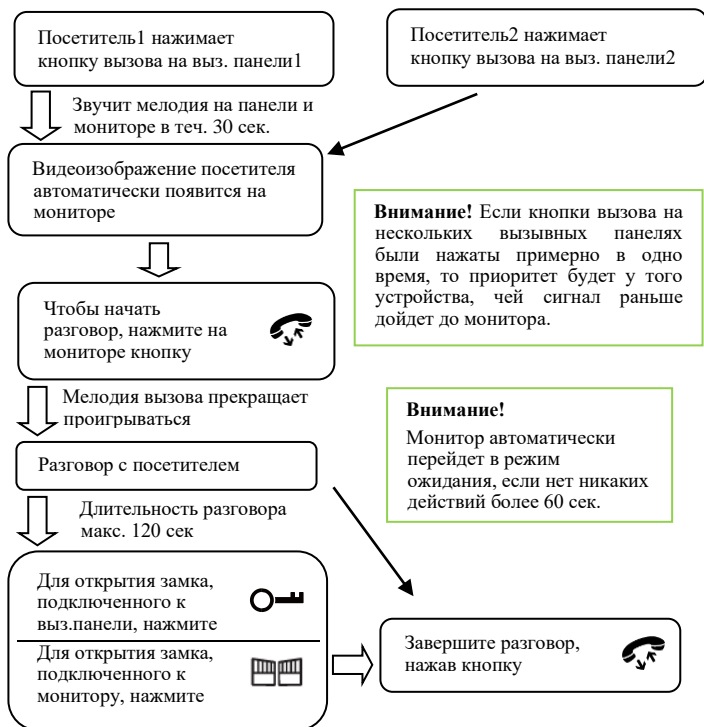 Посетитель1 нажимает
кнопку вызова на выз. панели1
Посетитель2 нажимает
кнопку вызова на выз. панели2
Звучит мелодия на панели и
мониторе в теч. 30 сек.
Видеоизображение посетителя
автоматически появится на
мониторе
Внимание! Если кнопки вызова на
нескольких вызывных панелях
были нажаты примерно в одно
время, то приоритет будет у того
устройства, чей сигнал раньше
дойдет до монитора.
Чтобы начать
разговор, нажмите на
мониторе кнопку
Мелодия вызова прекращает
проигрываться
Внимание!
Монитор автоматически
перейдет в режим
ожидания, если нет никаких
действий более 60 сек.
Разговор с посетителем
Длительность разговора
макс. 120 сек
Для открытия замка,
подключенного к
выз.панели, нажмите
Для открытия замка,
подключенного к
монитору, нажмите
Завершите разговор,
нажав кнопку